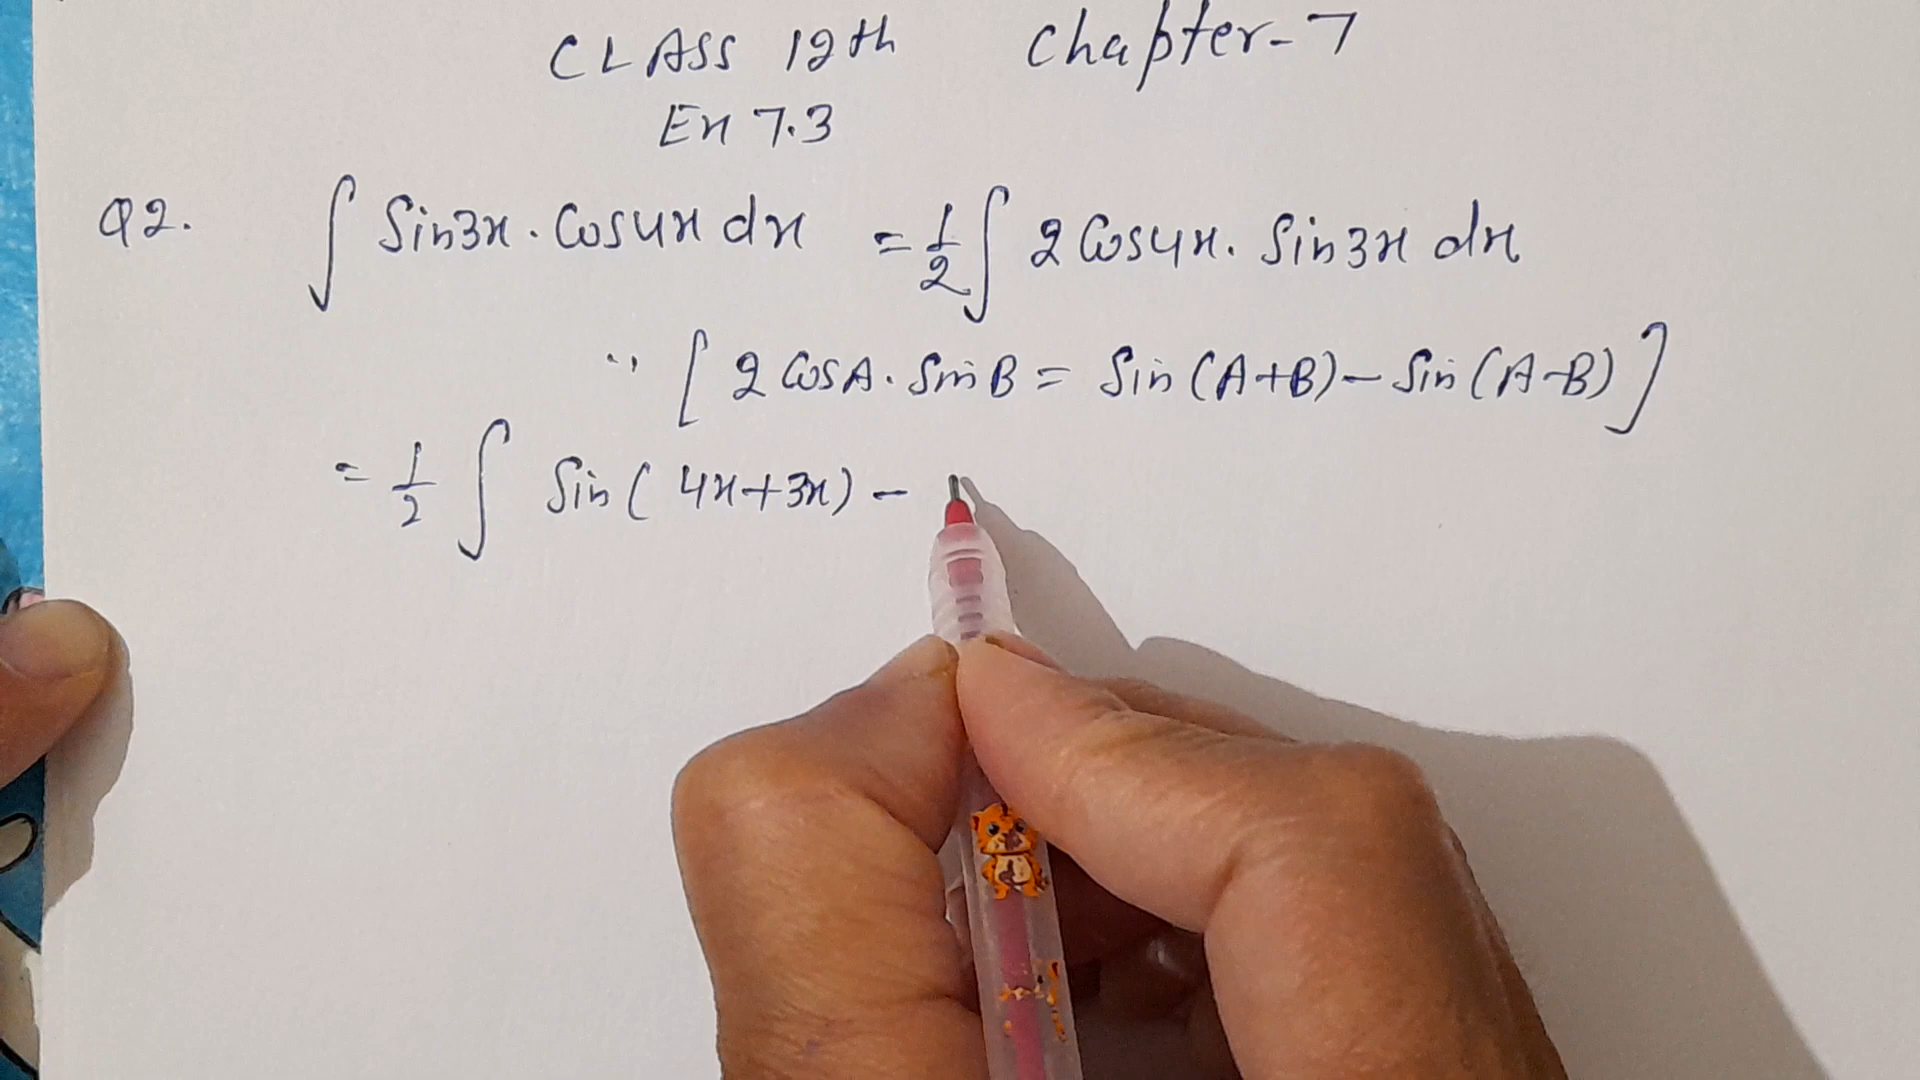 CLASS 12th Chapter-7
Ex 7.3
Q2. ∫ Sin3x . Cos4x dx = 1/2 ∫ 2 Cos4x . Sin3x dx
∵ [ 2 CosA . SinB = Sin (A+B) - Sin (A-B) ]
= 1/2 ∫ Sin ( 4x+3x) -